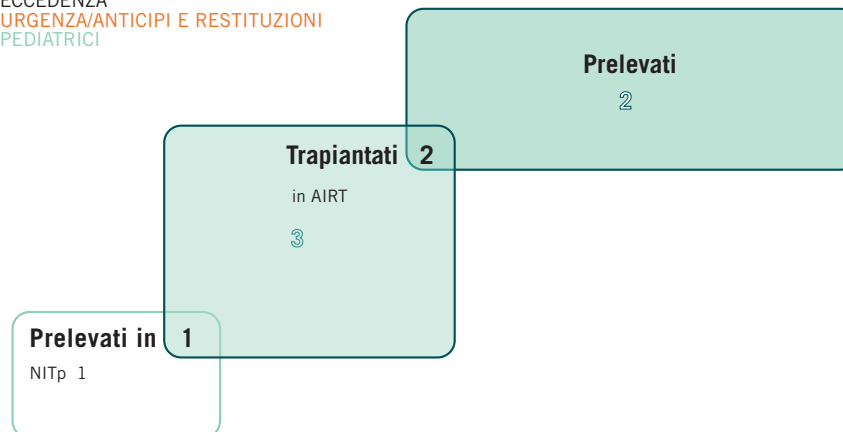 ECCEDENZA
URGENZA/ANTICIPI E RESTITUZIONI
PEDIATRICI
Prelevati
2
Trapiantati 2
in AIRT
3
Prelevati in 1
NITp 1